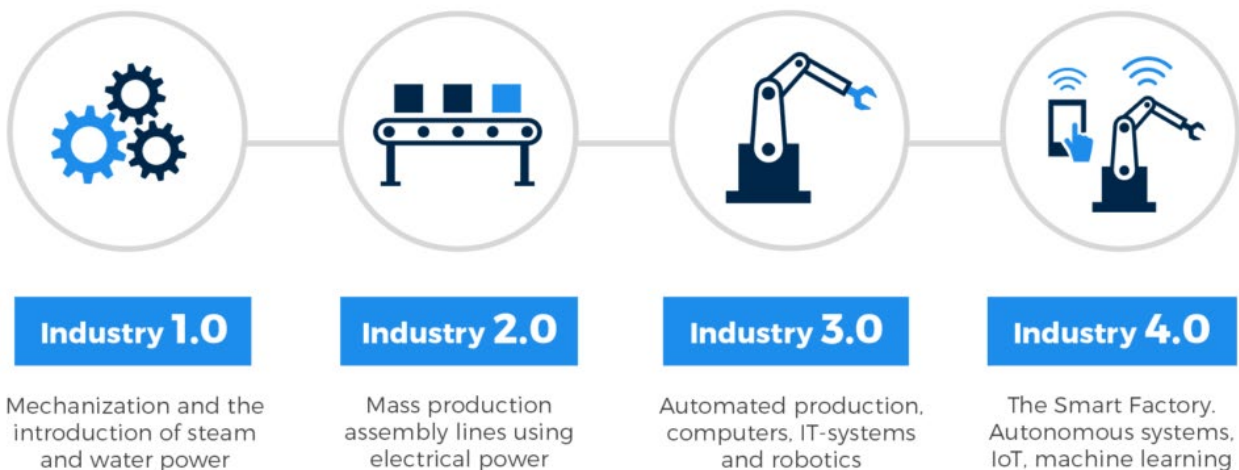 Industry 1.0
Mechanization and the
introduction of steam
and water power
Industry 2.0
Mass production
assembly lines using
electrical power
Industry 3.0
Automated production,
computers, IT-systems
and robotics
Industry 4.0
The Smart Factory.
Autonomous systems,
IoT, machine learning